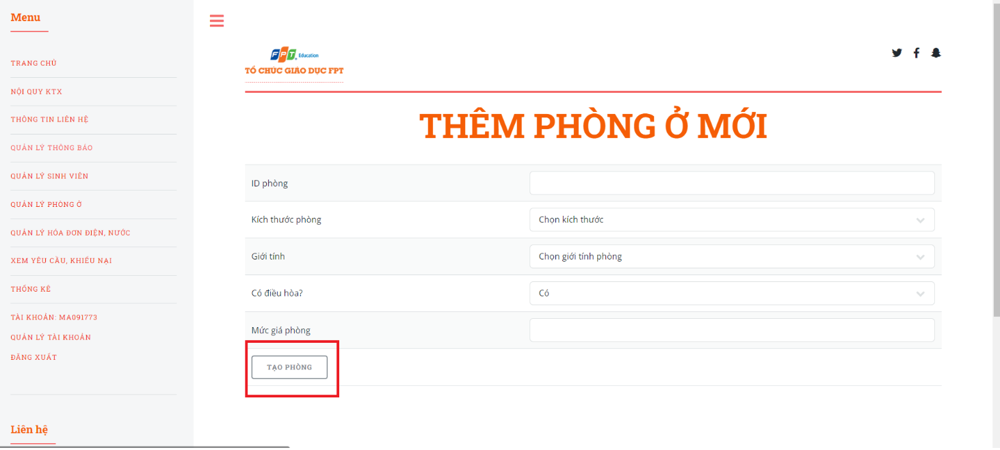 Menu
TRANG CHỦ
NỘI QUY KTX
THÔNG TIN LIÊN HỆ
QUẢN LÝ THÔNG BÁO
QUẢN LÝ SINH VIÊN
QUẢN LÝ PHÒNG Ở
QUẢN LÝ HÓA ĐƠN ĐIỆN, NƯỚC
XEM YÊU CẦU, KHIẾU NẠI
THỐNG KÊ
TÀI KHOẢN: MA091773
QUẢN LÝ TÀI KHOẢN
ĐĂNG XUẤT
Liên hệ
FPT Education
TỔ CHỨC GIÁO DỤC FPT
THÊM PHÒNG Ở MỚI
ID phòng
Kích thước phòng Chọn kích thước
Giới tính Chọn giới tính phòng
Có điều hòa? Có
Mức giá phòng
TẠO PHÒNG